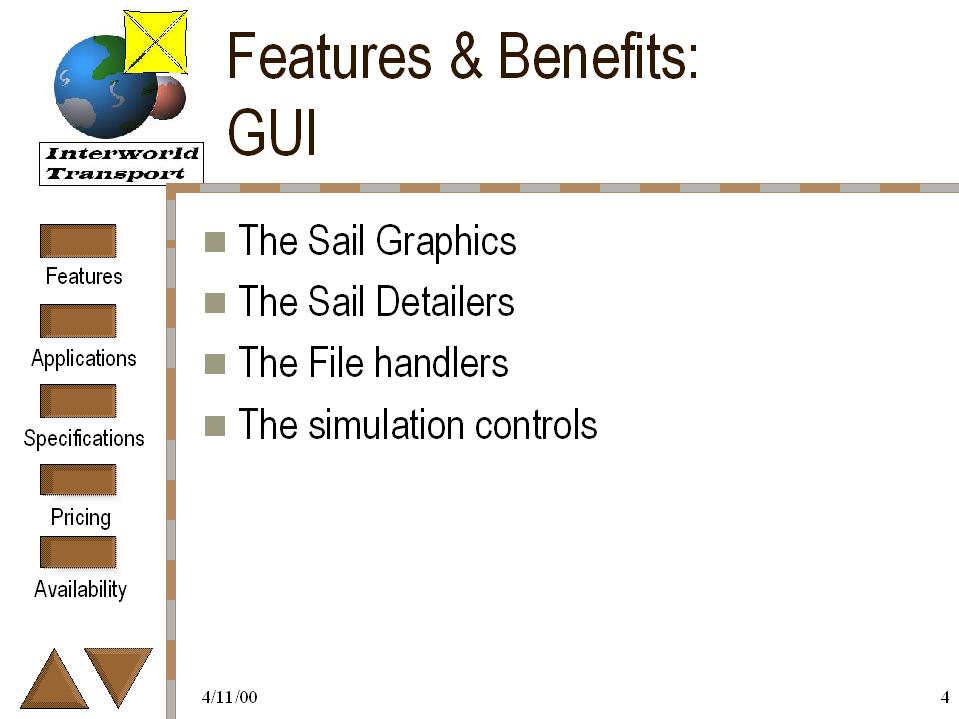 Features & Benefits:
GUI
Interworld
Transport
Features
Applications
Specifications
Pricing
Availability
The Sail Graphics
The Sail Detailers
The File handlers
The simulation controls
4/11/00
4